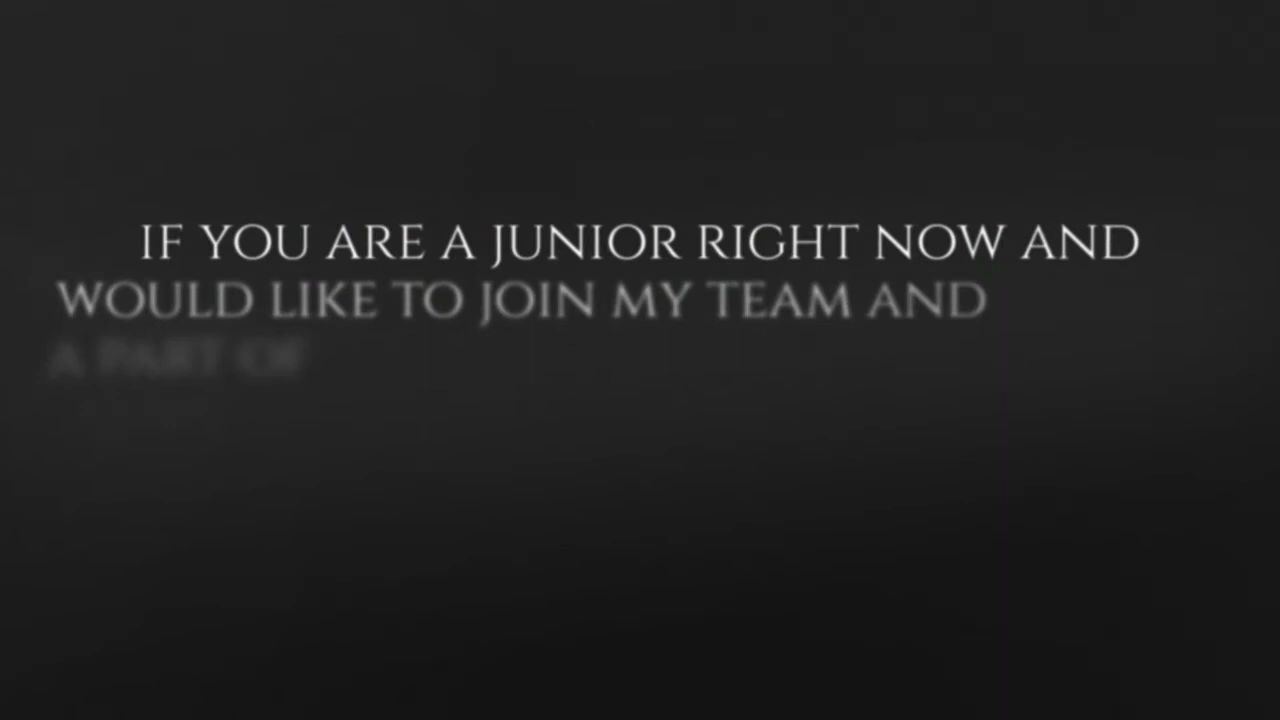 IF YOU ARE A JUNIOR RIGHT NOW AND
WOULD LIKE TO JOIN MY TEAM AND
A PART OF